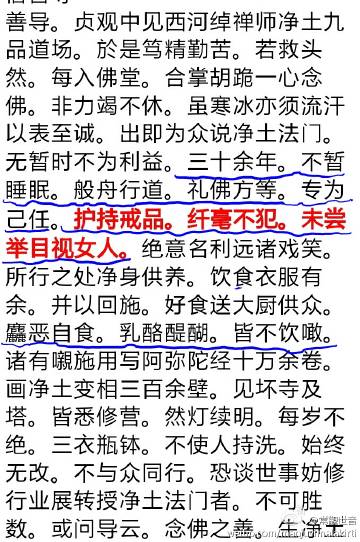 善导。贞观中见西河绰禅师净土九
品道场。於是笃精勤苦。若救头
然。每入佛堂。合掌胡跪一心念
佛。非力竭不休。虽寒冰亦须流汗
以表至诚。出即为众说净土法门。
无暂时不为利益。三十余年。不暂
睡眠。般舟行道。礼佛方等。专为
己任。护持戒品。纤毫不犯。未尝
举目视女人。绝意名利远诸戏笑。
所行之处净身供养。饮食衣服有
余。并以回施。好食送大厨供众。
麤恶自食。乳酪醍醐。皆不饮噉。
诸有嚫施用写阿弥陀经十万余卷。
画净土变相三百余壁。见坏寺及
塔。皆悉修营。然灯续明。每岁不
绝。三衣瓶钵。不使人持洗。始终
无改。不与众同行。恐谈世事妨修
行业展转授净土法门者。不可胜
数。或问导云。念佛之善。生净土